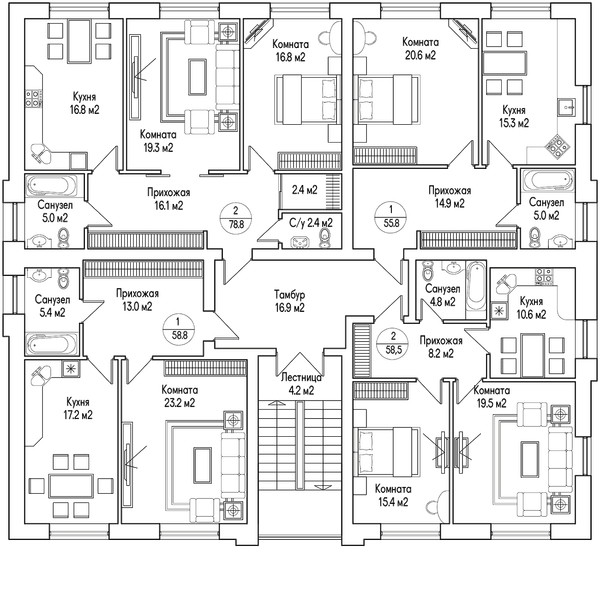 Кухня
16.8 м2
Комната
19.3 м2
Комната
16.8 м2
Комната
20.6 м2
Кухня
15.3 м2
Санузел
5.0 м2
Прихожая
16.1 м2
2
78.8
2.4 м2
С/у 2.4 м2
1
55.8
Прихожая
14.9 м2
Санузел
5.0 м2
Санузел
5.4 м2
Прихожая
13.0 м2
1
58.8
Тамбур
16.9 м2
Санузел
4.8 м2
Кухня
10.6 м2
2
58,5
Прихожая
8.2 м2
Кухня
17.2 м2
Комната
23.2 м2
Лестница
4.2 м2
Комната
15.4 м2
Комната
19.5 м2